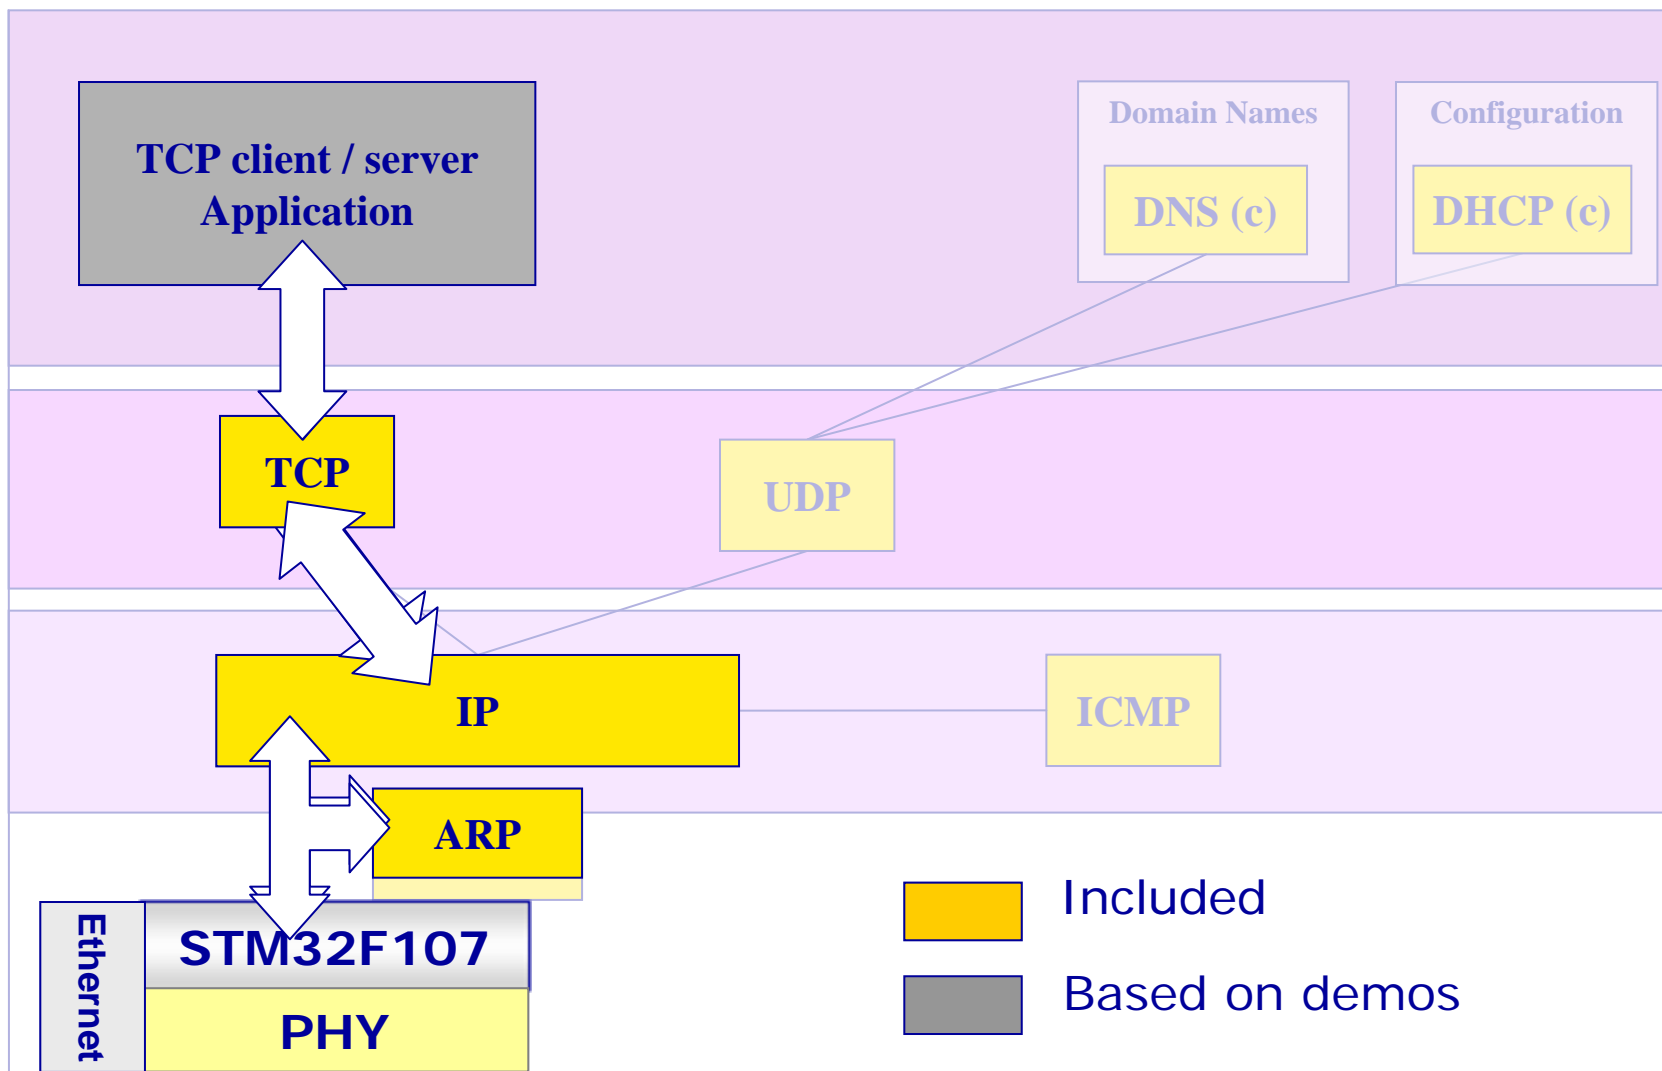 TCP client / server
Application
Domain Names
DNS (c)
Configuration
DHCP (c)
TCP
UDP
IP
ICMP
ARP
Ethernet
STM32F107
PHY
Included
Based on demos